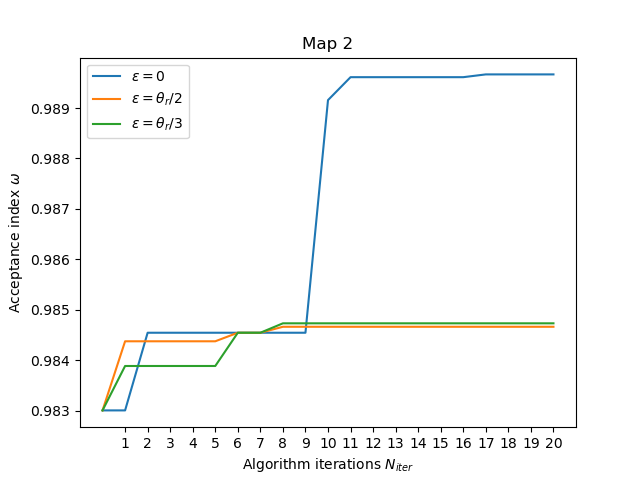 Map 2
ε = 0
ε = θr/2
ε = θr/3
0.989
0.988
0.987
0.986
0.985
0.984
0.983
Acceptance index ω
1 2 3 4 5 6 7 8 9 10 11 12 13 14 15 16 17 18 19 20
Algorithm iterations Niter